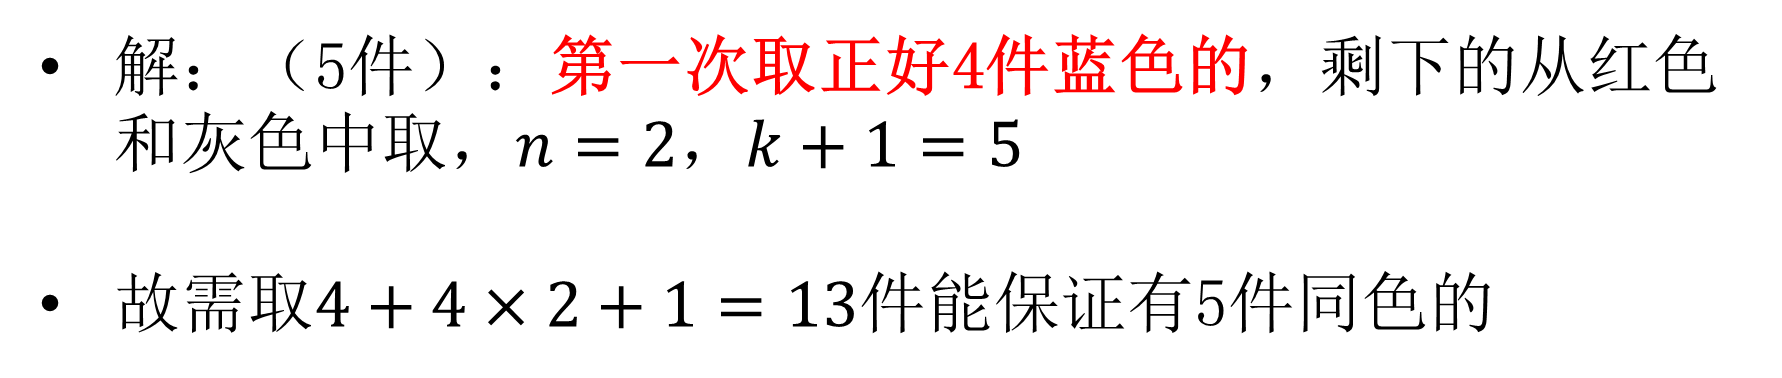 • 解：（5件）：第一次取正好4件蓝色的，剩下的从红色
和灰色中取，n = 2，k + 1 = 5
• 故需取4 + 4 × 2 + 1 = 13件能保证有5件同色的